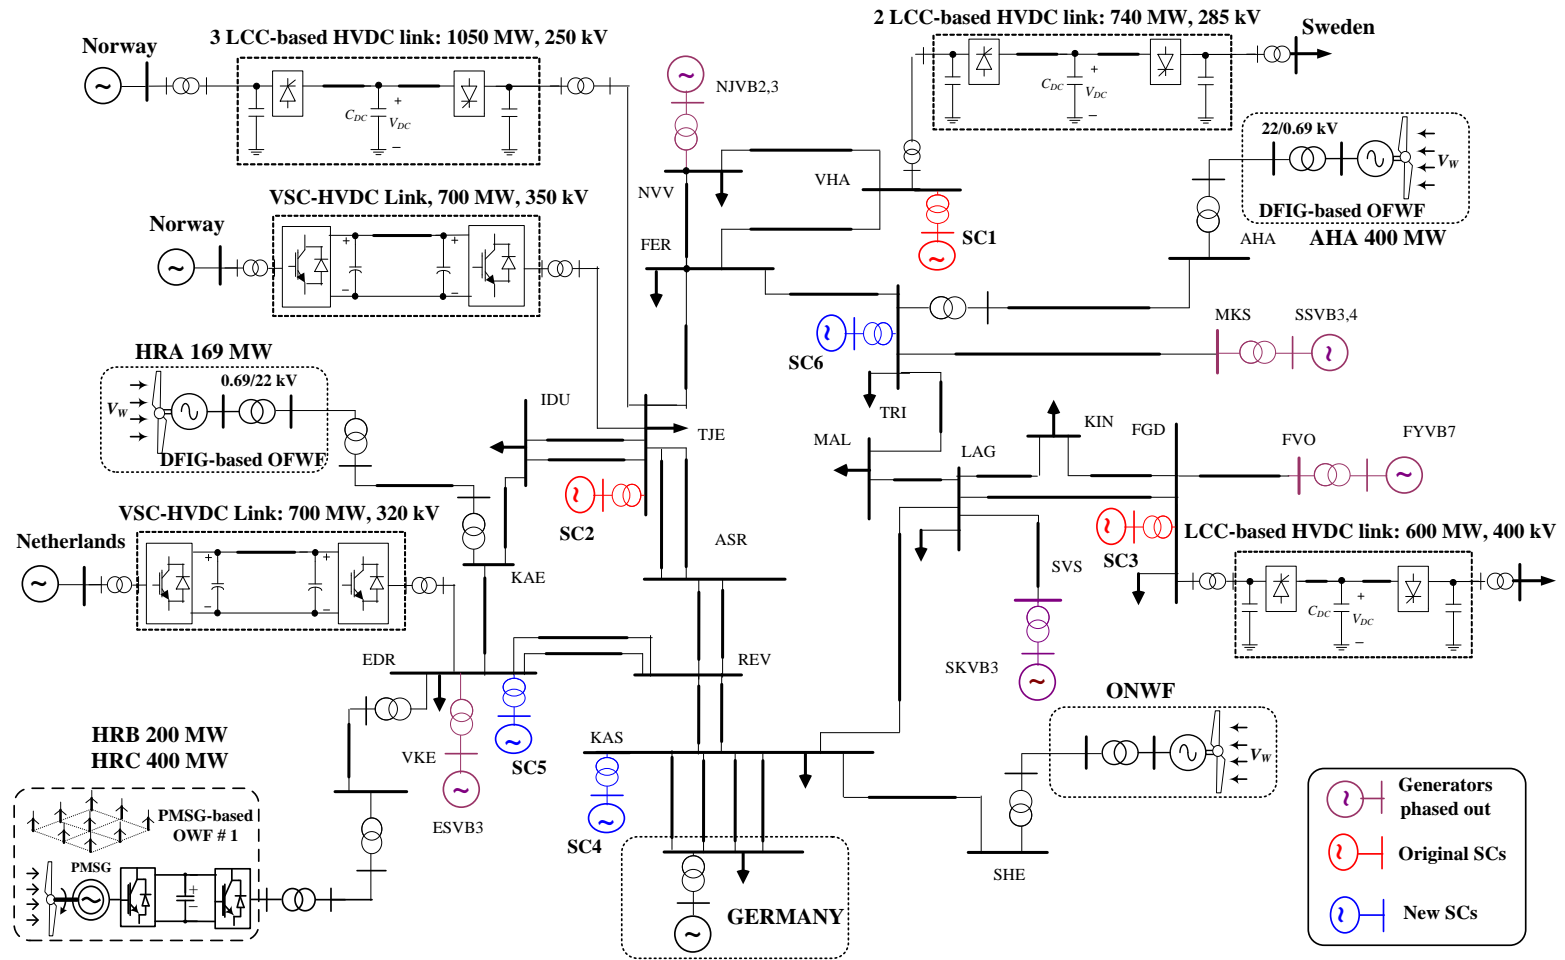 2 LCC-based HVDC link: 740 MW, 285 kV
Norway
3 LCC-based HVDC link: 1050 MW, 250 kV
Sweden
NJVB2,3
C_DC
+
V_DC
−
C_DC
+
V_DC
−
22/0.69 kV
V_W
DFIG-based OFWF
AHA 400 MW
AHA
VHA
NVV
SC1
FER
VSC-HVDC Link, 700 MW, 350 kV
Norway
+
−
+
−
MKS
SSVB3,4
SC6
HRA 169 MW
0.69/22 kV
V_W
DFIG-based OFWF
IDU
TJE
TRI
MAL
KIN
FGD
LAG
FVO
FYVB7
SC2
SC3
VSC-HVDC Link: 700 MW, 320 kV
Netherlands
+
−
+
−
LCC-based HVDC link: 600 MW, 400 kV
C_DC
+
V_DC
−
ASR
KAE
SVS
EDR
REV
SKVB3
ONWF
V_W
HRB 200 MW
HRC 400 MW
VKE
SC5
KAS
ESVB3
SC4
SHE
PMSG-based
OWF # 1
PMSG
+
−
GERMANY
Generators
phased out
Original SCs
New SCs